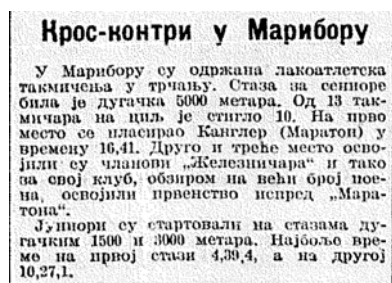 Крос-контри у Марибору
У Марибору су одржана лакоатлетска
такмичења у трчању. Стаза за сениоре
била је дугачка 5000 метара. Од 13 так-
мичара на циљ је стигло 10. На прво
место се пласирао Канглер (Маратон) у
времену 16,41. Друго и треће место осво-
јили су чланови „Железничара“ и тако
за свој клуб, обзиром на већи број пое-
на, освојили првенство испред „Мара-
тона“.
Јуниори су стартовали на стазама ду-
гачким 1500 и 3000 метара. Најбоље вре-
ме на првој стази 4,39,4, а на другој
10,27,1.